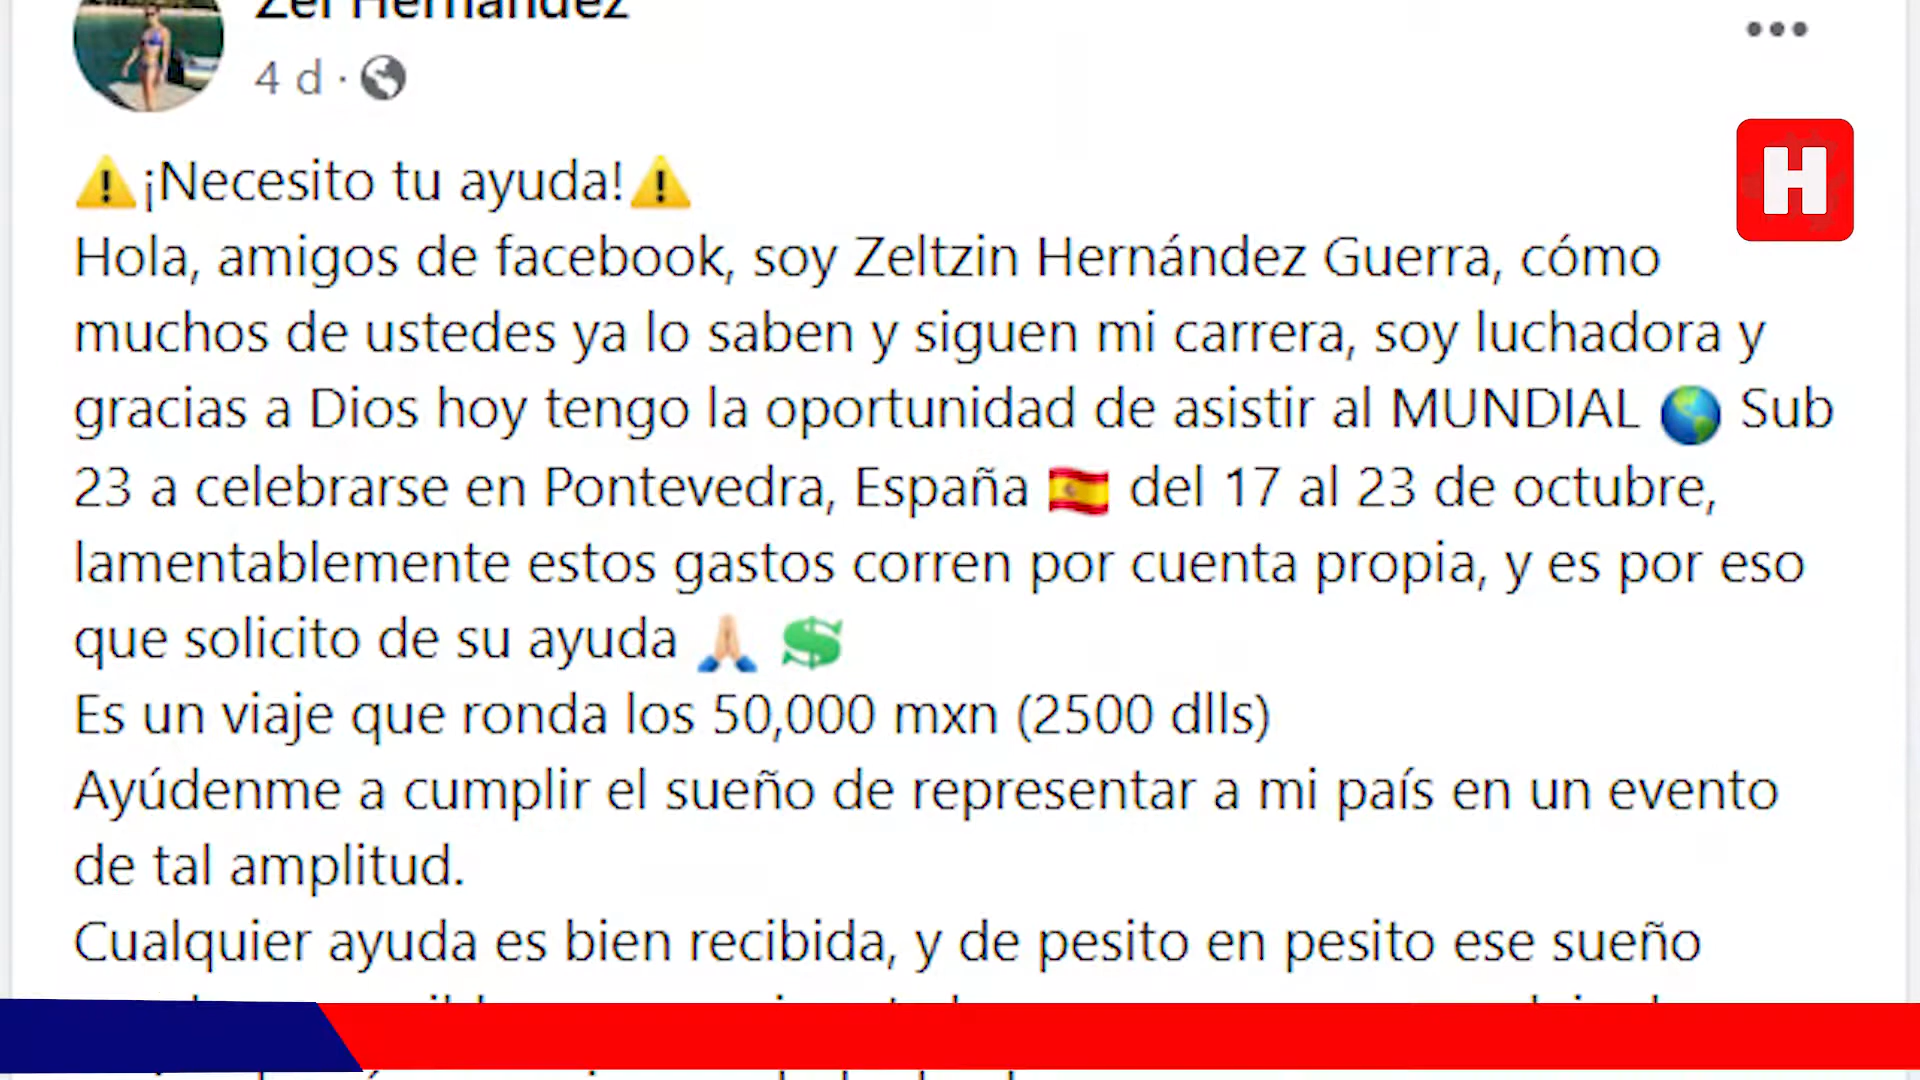 Zel Hernández
4 d ·
⚠️¡Necesito tu ayuda!⚠️
H
Hola, amigos de facebook, soy Zeltzin Hernández Guerra, cómo
muchos de ustedes ya lo saben y siguen mi carrera, soy luchadora y
gracias a Dios hoy tengo la oportunidad de asistir al MUNDIAL 🌎 Sub
23 a celebrarse en Pontevedra, España 🇪🇸 del 17 al 23 de octubre,
lamentablemente estos gastos corren por cuenta propia, y es por eso
que solicito de su ayuda 🙏🏼 💲
Es un viaje que ronda los 50,000 mxn (2500 dlls)
Ayúdenme a cumplir el sueño de representar a mi país en un evento
de tal amplitud.
Cualquier ayuda es bien recibida, y de pesito en pesito ese sueño